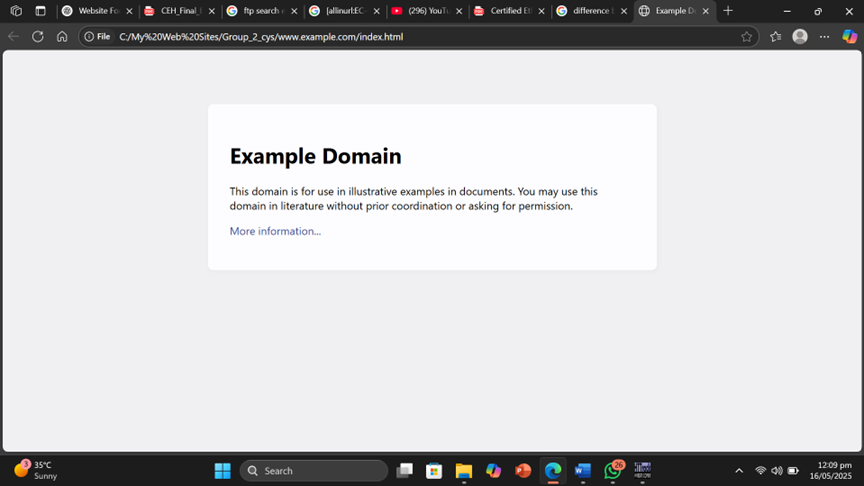 Website Fo
CEH_Final_
ftp search e
[allinurl:EC-
(296) YouTu
Certified Et
difference b
Example Do
File
C:/My%20Web%20Sites/Group_2_cys/www.example.com/index.html
Example Domain
This domain is for use in illustrative examples in documents. You may use this
domain in literature without prior coordination or asking for permission.
More information...
3
35°C
Sunny
Search
26
12:09 pm
16/05/2025